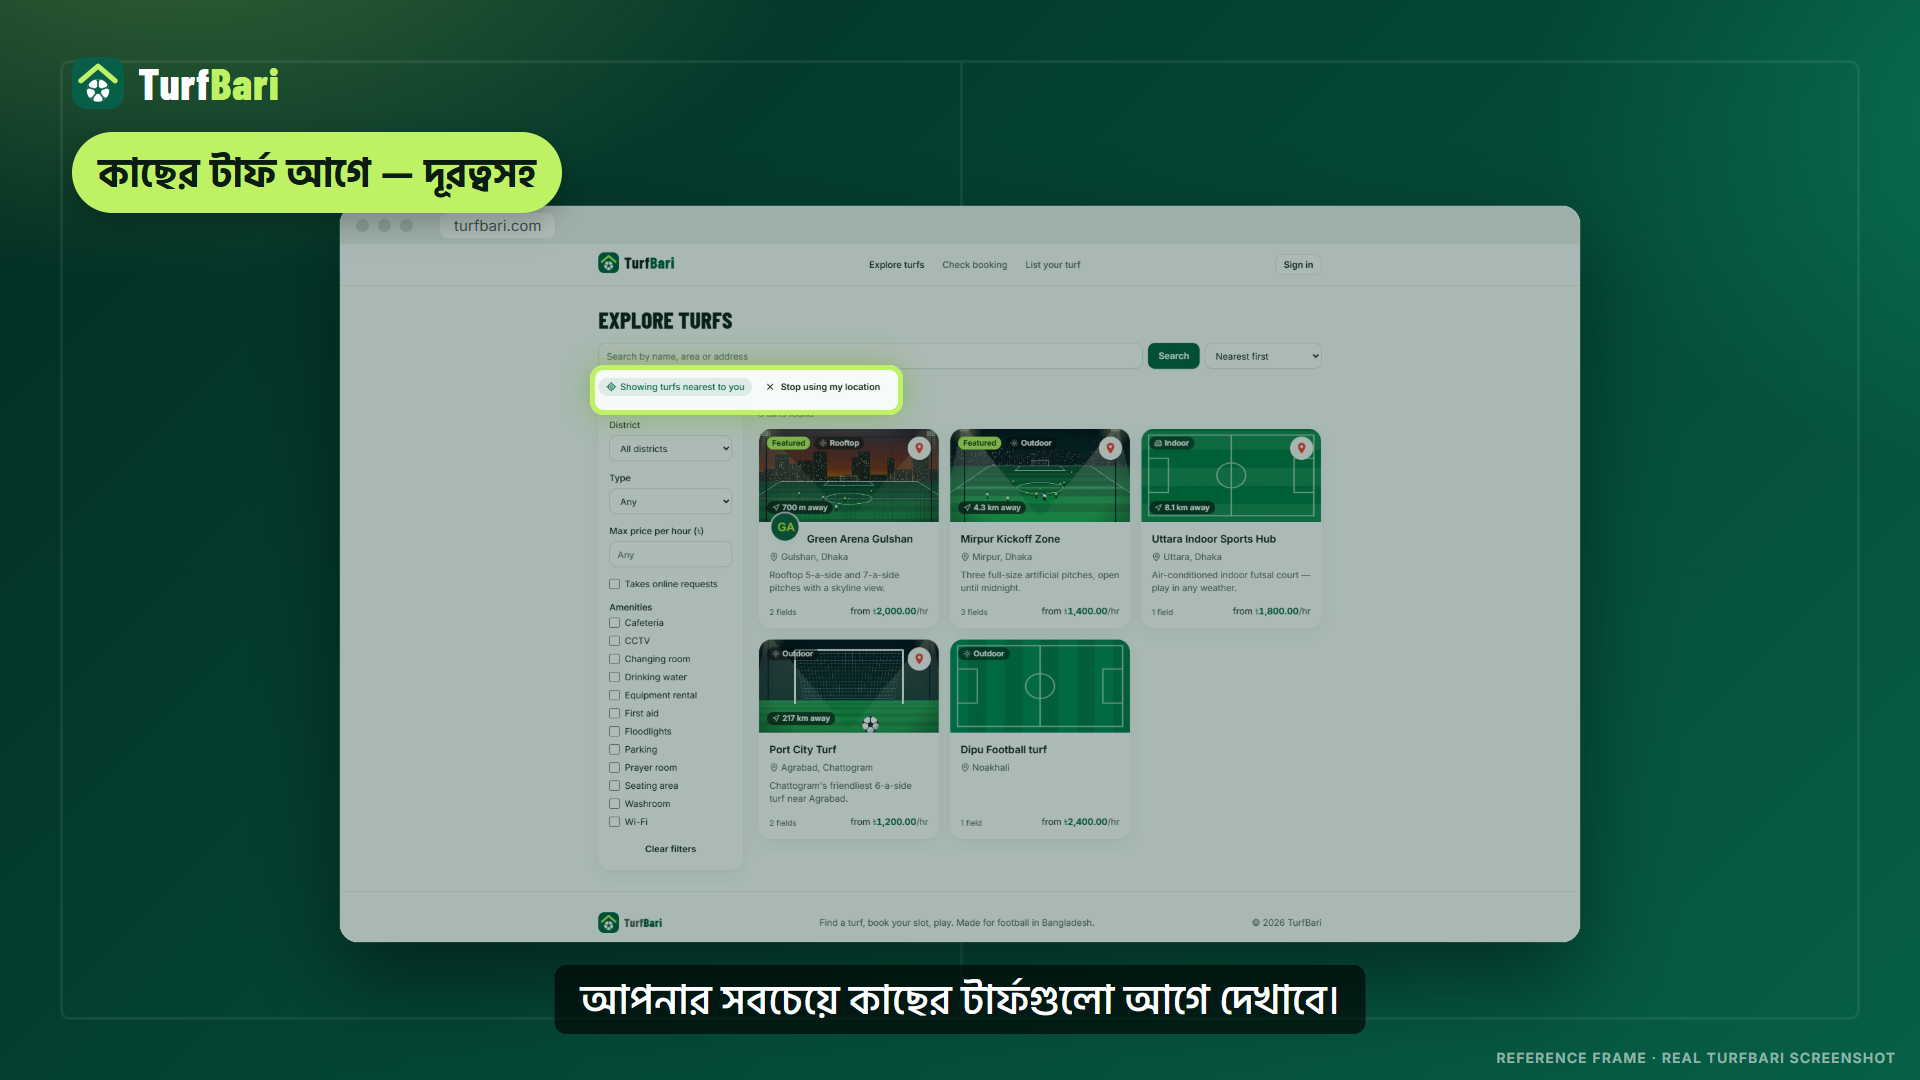 TurfBari
কাছের টার্ফ আগে — দূরত্বসহ
turfbari.com
TurfBari
Explore turfs
Check booking
List your turf
Sign in
EXPLORE TURFS
Search by name, area or address
Search
Nearest first
Showing turfs nearest to you
Stop using my location
District
All districts
Type
Any
Max price per hour (৳)
Any
Takes online requests
Amenities
Cafeteria
CCTV
Changing room
Drinking water
Equipment rental
First aid
Floodlights
Parking
Prayer room
Seating area
Washroom
Wi-Fi
Clear filters
Featured
Rooftop
700 m away
GA
Green Arena Gulshan
Gulshan, Dhaka
Rooftop 5-a-side and 7-a-side
pitches with a skyline view.
2 fields
from ৳2,000.00/hr
Featured
Outdoor
4.3 km away
Mirpur Kickoff Zone
Mirpur, Dhaka
Three full-size artificial pitches, open
until midnight.
3 fields
from ৳1,400.00/hr
Indoor
8.1 km away
Uttara Indoor Sports Hub
Uttara, Dhaka
Air-conditioned indoor futsal court —
play in any weather.
1 field
from ৳1,800.00/hr
Outdoor
217 km away
Port City Turf
Agrabad, Chattogram
Chattogram's friendliest 6-a-side
turf near Agrabad.
2 fields
from ৳1,200.00/hr
Outdoor
Dipu Football turf
Noakhali
1 field
from ৳2,400.00/hr
TurfBari
Find a turf, book your slot, play. Made for football in Bangladesh.
© 2026 TurfBari
আপনার সবচেয়ে কাছের টার্ফগুলো আগে দেখাবে।
REFERENCE FRAME · REAL TURFBARI SCREENSHOT